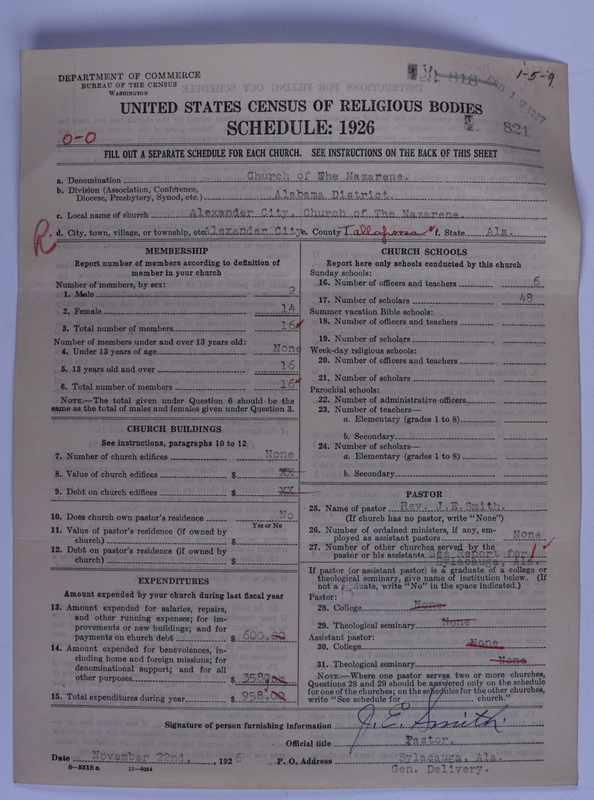 DEPARTMENT OF COMMERCE
BUREAU OF THE CENSUS
WASHINGTON
1-5-9
UNITED STATES CENSUS OF RELIGIOUS BODIES
SCHEDULE: 1926
821
0-0
FILL OUT A SEPARATE SCHEDULE FOR EACH CHURCH. SEE INSTRUCTIONS ON THE BACK OF THIS SHEET
a. Denomination Church of The Nazarene.
b. Division (Association, Conference,
Diocese, Presbytery, Synod, etc.) Alabama District.
c. Local name of church Alexander City, Church of The Nazarene.
R
d. City, town, village, or township, etc. Alexander City e. County Tallapoosa f. State Ala.
MEMBERSHIP
Report number of members according to definition of
member in your church
Number of members, by sex:
1. Male 2
2. Female 14
3. Total number of members 16
Number of members under and over 13 years old:
4. Under 13 years of age None
5. 13 years old and over 16
6. Total number of members 16
NOTE.—The total given under Question 6 should be the
same as the total of males and females given under Question 3.
CHURCH BUILDINGS
See instructions, paragraphs 10 to 12
7. Number of church edifices None
8. Value of church edifices $ XX
9. Debt on church edifices $ XX
10. Does church own pastor's residence No
Yes or No
11. Value of pastor's residence (if owned by
church) $
12. Debt on pastor's residence (if owned by
church) $
EXPENDITURES
Amount expended by church during last fiscal year
13. Amount expended for salaries, repairs,
and other running expenses; for im-
provements or new buildings; and for
payments on church debt $ 600.00
14. Amount expended for benevolences, in-
cluding home and foreign missions; for
denominational support; and for all
other purposes $ 358.00
15. Total expenditures during year $ 958.00
CHURCH SCHOOLS
Report here only schools conducted by this church
Sunday schools:
16. Number of officers and teachers 6
17. Number of scholars 48
Summer vacation Bible schools:
18. Number of officers and teachers
19. Number of scholars
Week-day religious schools:
20. Number of officers and teachers
21. Number of scholars
Parochial schools:
22. Number of administrative officers
23. Number of teachers—
(a. Elementary (grades 1 to 8)
b. Secondary
24. Number of scholars—
a. Elementary (grades 1 to 8)
b. Secondary
PASTOR
25. Name of pastor Rev. J.E.Smith.
(If church has no pastor, write "None")
26. Number of ordained ministers, if any, em-
ployed as assistant pastors None
27. Number of other churches served by the
pastor or his assistants See Report for 1
Sylacauga, Ala.
If pastor (or assistant pastor) is a graduate of a college or
theological seminary, give name of institution below. (If
not a graduate, write "No" in the space indicated.)
Pastor:
28. College None
29. Theological seminary None
Assistant pastor:
30. College None
31. Theological seminary None
NOTE.—Where one pastor serves two or more churches,
Questions 28 and 29 should be answered only on the schedule
for one of the churches; on the schedules for the other churches,
write "See schedule for church."
Signature of person furnishing information J. E. Smith
Official title Pastor.
Date November 22nd, 1926 P. O. Address Sylacauga, Ala.
8—5516 a 11—9064 Gen. Delivery.